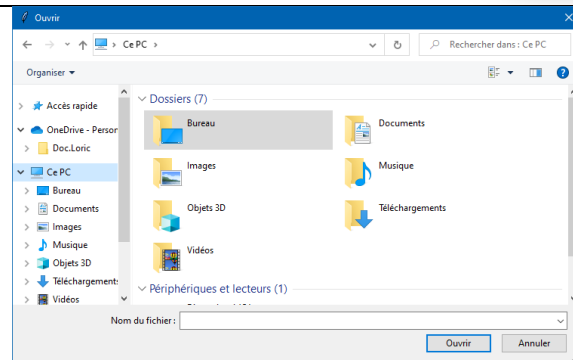 Ouvrir
Ce PC
Rechercher dans : Ce PC
Organiser
Accès rapide
OneDrive - Person
Doc.Loric
Ce PC
Bureau
Documents
Images
Musique
Objets 3D
Téléchargement
Vidéos
Dossiers (7)
Bureau
Documents
Images
Musique
Objets 3D
Téléchargements
Vidéos
Périphériques et lecteurs (1)
Nom du fichier :
Ouvrir
Annuler